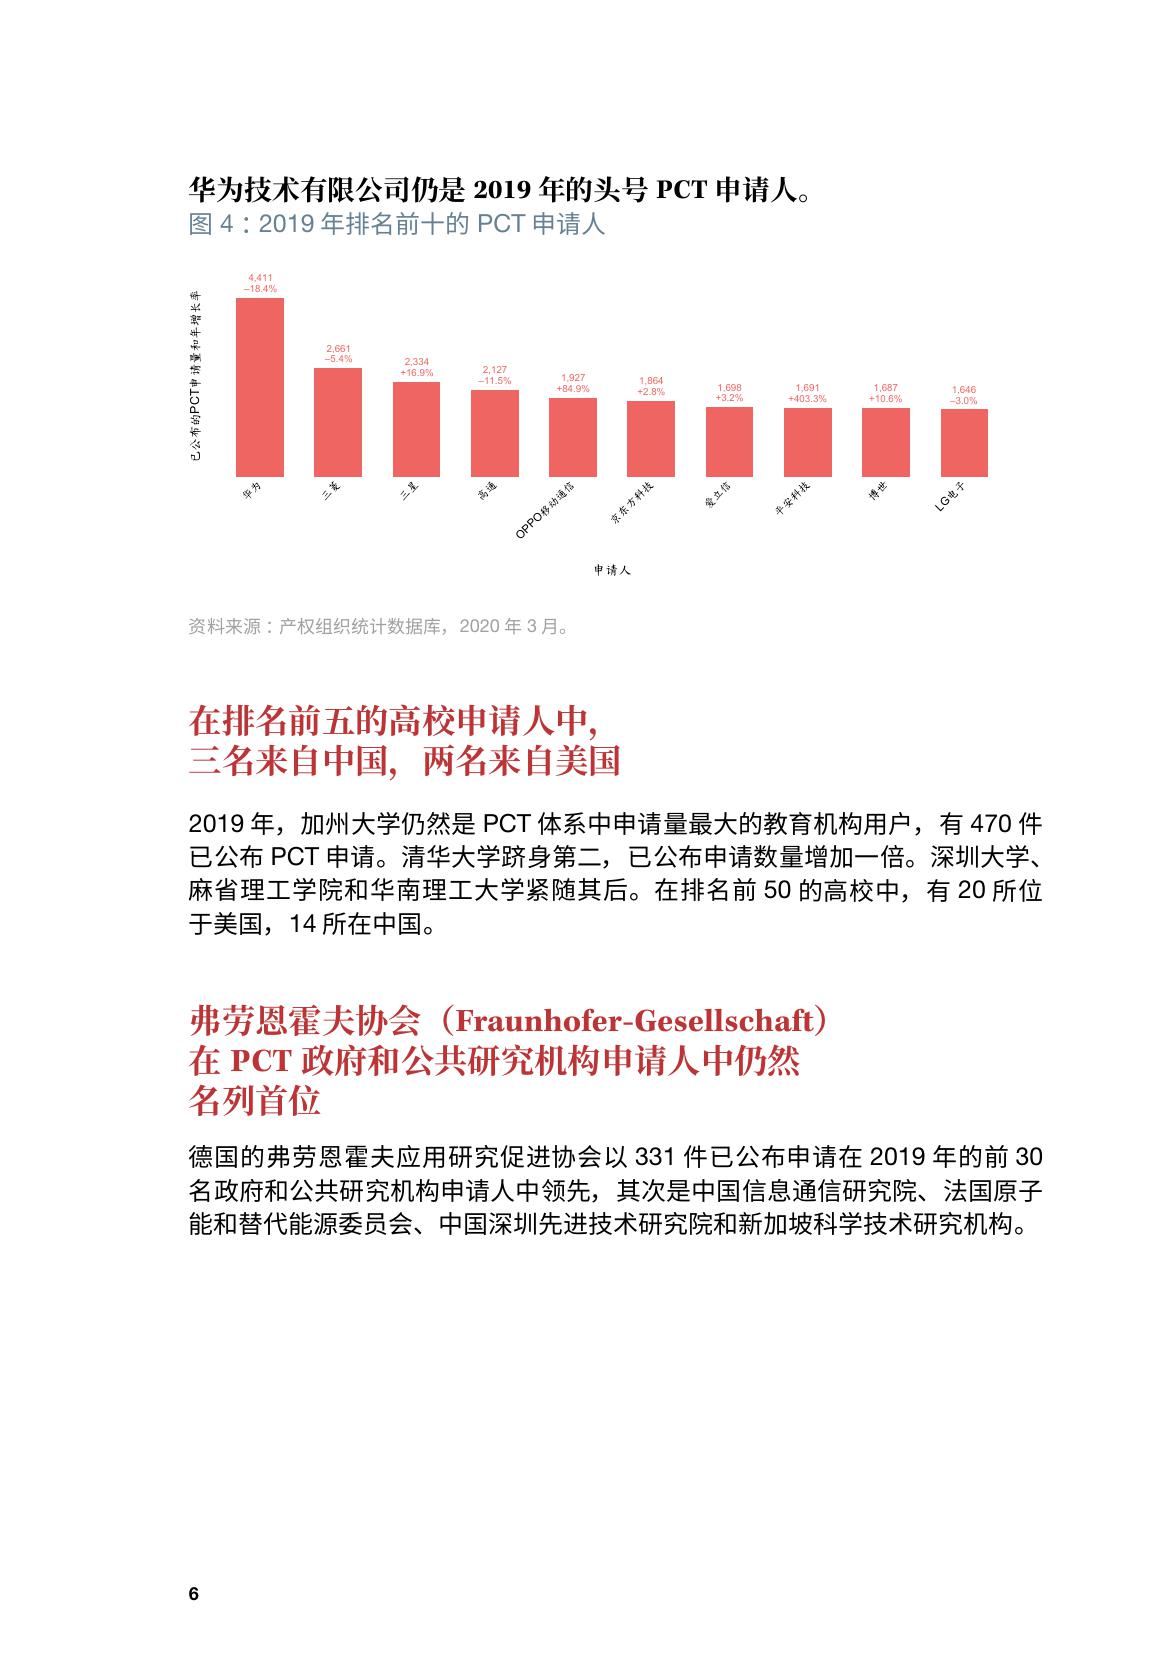 华为技术有限公司仍是 2019 年的头号 PCT 申请人。
图 4：2019 年排名前十的 PCT 申请人
已公布的PCT申请量和年增长率
4,411
–18.4%
2,661
–5.4%
2,334
+16.9%
2,127
–11.5%
1,927
+84.9%
1,864
+2.8%
1,698
+3.2%
1,691
+403.3%
1,687
+10.6%
1,646
–3.0%
华为
三菱
三星
高通
OPPO移动通信
京东方科技
爱立信
平安科技
博世
LG电子
申请人
资料来源：产权组织统计数据库，2020 年 3 月。
在排名前五的高校申请人中，
三名来自中国，两名来自美国
2019 年，加州大学仍然是 PCT 体系中申请量最大的教育机构用户，有 470 件
已公布 PCT 申请。清华大学跻身第二，已公布申请数量增加一倍。深圳大学、
麻省理工学院和华南理工大学紧随其后。在排名前 50 的高校中，有 20 所位
于美国，14 所在中国。
弗劳恩霍夫协会（Fraunhofer-Gesellschaft）
在 PCT 政府和公共研究机构申请人中仍然
名列首位
德国的弗劳恩霍夫应用研究促进协会以 331 件已公布申请在 2019 年的前 30
名政府和公共研究机构申请人中领先，其次是中国信息通信研究院、法国原子
能和替代能源委员会、中国深圳先进技术研究院和新加坡科学技术研究机构。
6